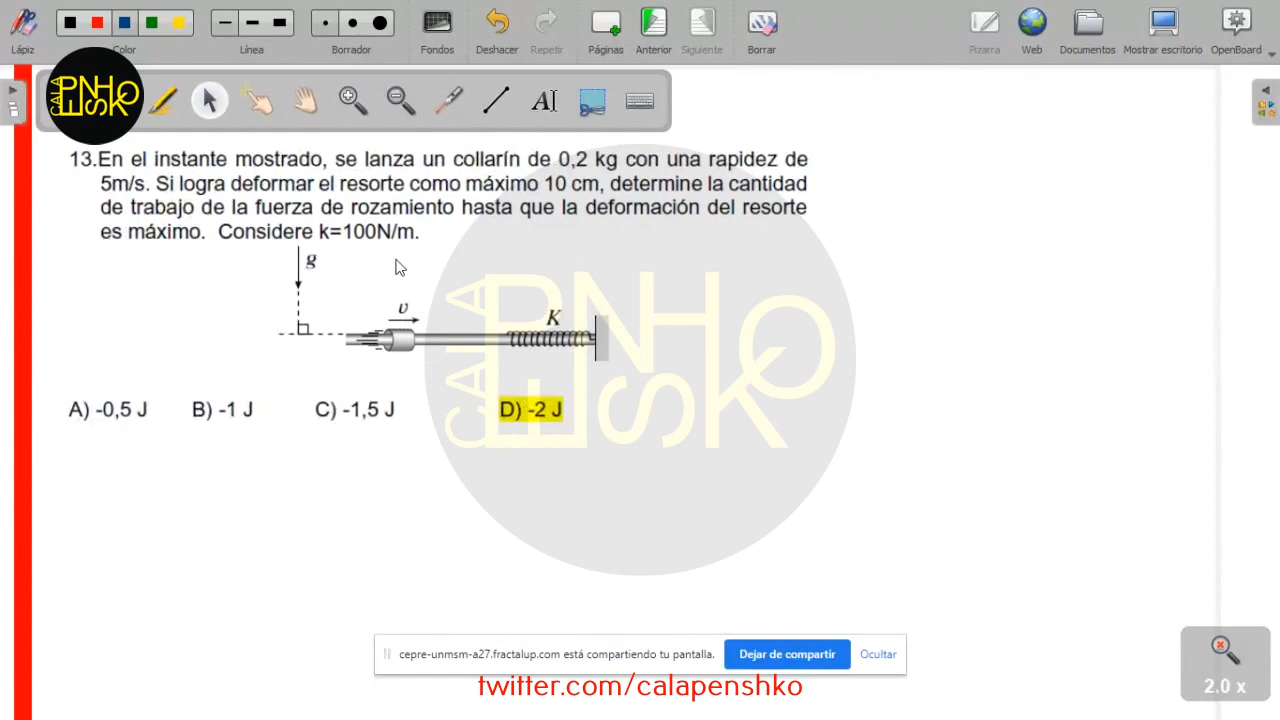 Lápiz
Color
Línea
Borrador
Fondos
Deshacer
Repetir
Páginas
Anterior
Siguiente
Borrar
Pizarra
Web
Documentos
Mostrar escritorio
OpenBoard
CALA
PENSHKO
13.En el instante mostrado, se lanza un collarín de 0,2 kg con una rapidez de
5m/s. Si logra deformar el resorte como máximo 10 cm, determine la cantidad
de trabajo de la fuerza de rozamiento hasta que la deformación del resorte
es máximo. Considere k=100N/m.
g
v
K
CALA
PENSHKO
A) -0,5 J B) -1 J C) -1,5 J D) -2 J
cepre-unmsm-a27.fractalup.com está compartiendo tu pantalla. Dejar de compartir Ocultar
twitter.com/calapenshko
2.0 x